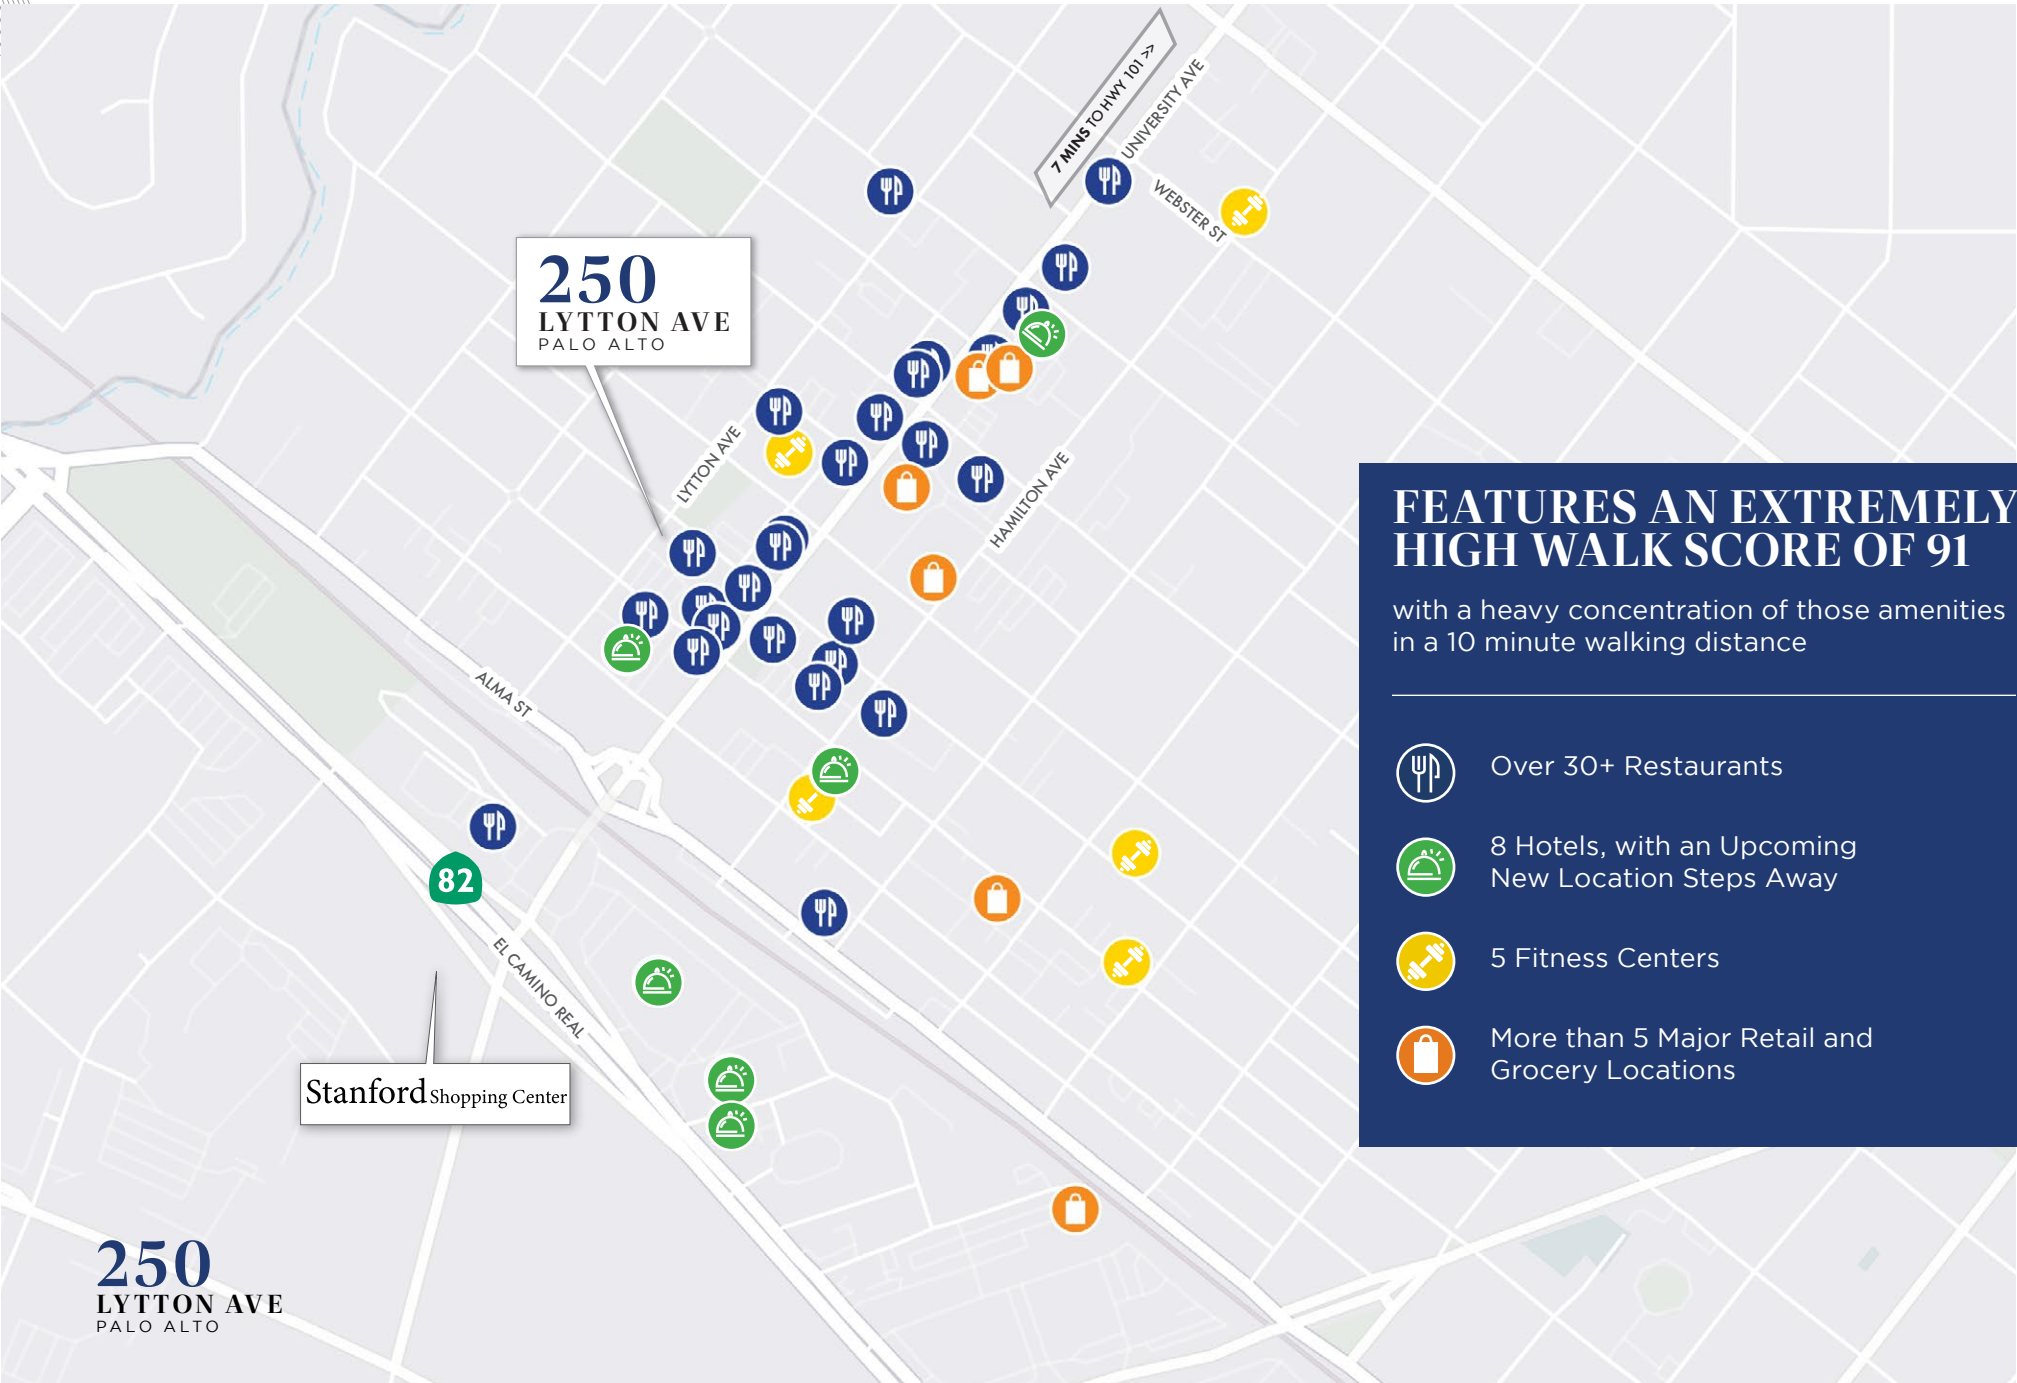 7 MINS TO HWY 101 >>
UNIVERSITY AVE
WEBSTER ST
250
LYTTON AVE
PALO ALTO
LYTTON AVE
HAMILTON AVE
ALMA ST
82
EL CAMINO REAL
Stanford Shopping Center
FEATURES AN EXTREMELY
HIGH WALK SCORE OF 91
with a heavy concentration of those amenities
in a 10 minute walking distance
Over 30+ Restaurants
8 Hotels, with an Upcoming
New Location Steps Away
5 Fitness Centers
More than 5 Major Retail and
Grocery Locations
250
LYTTON AVE
PALO ALTO